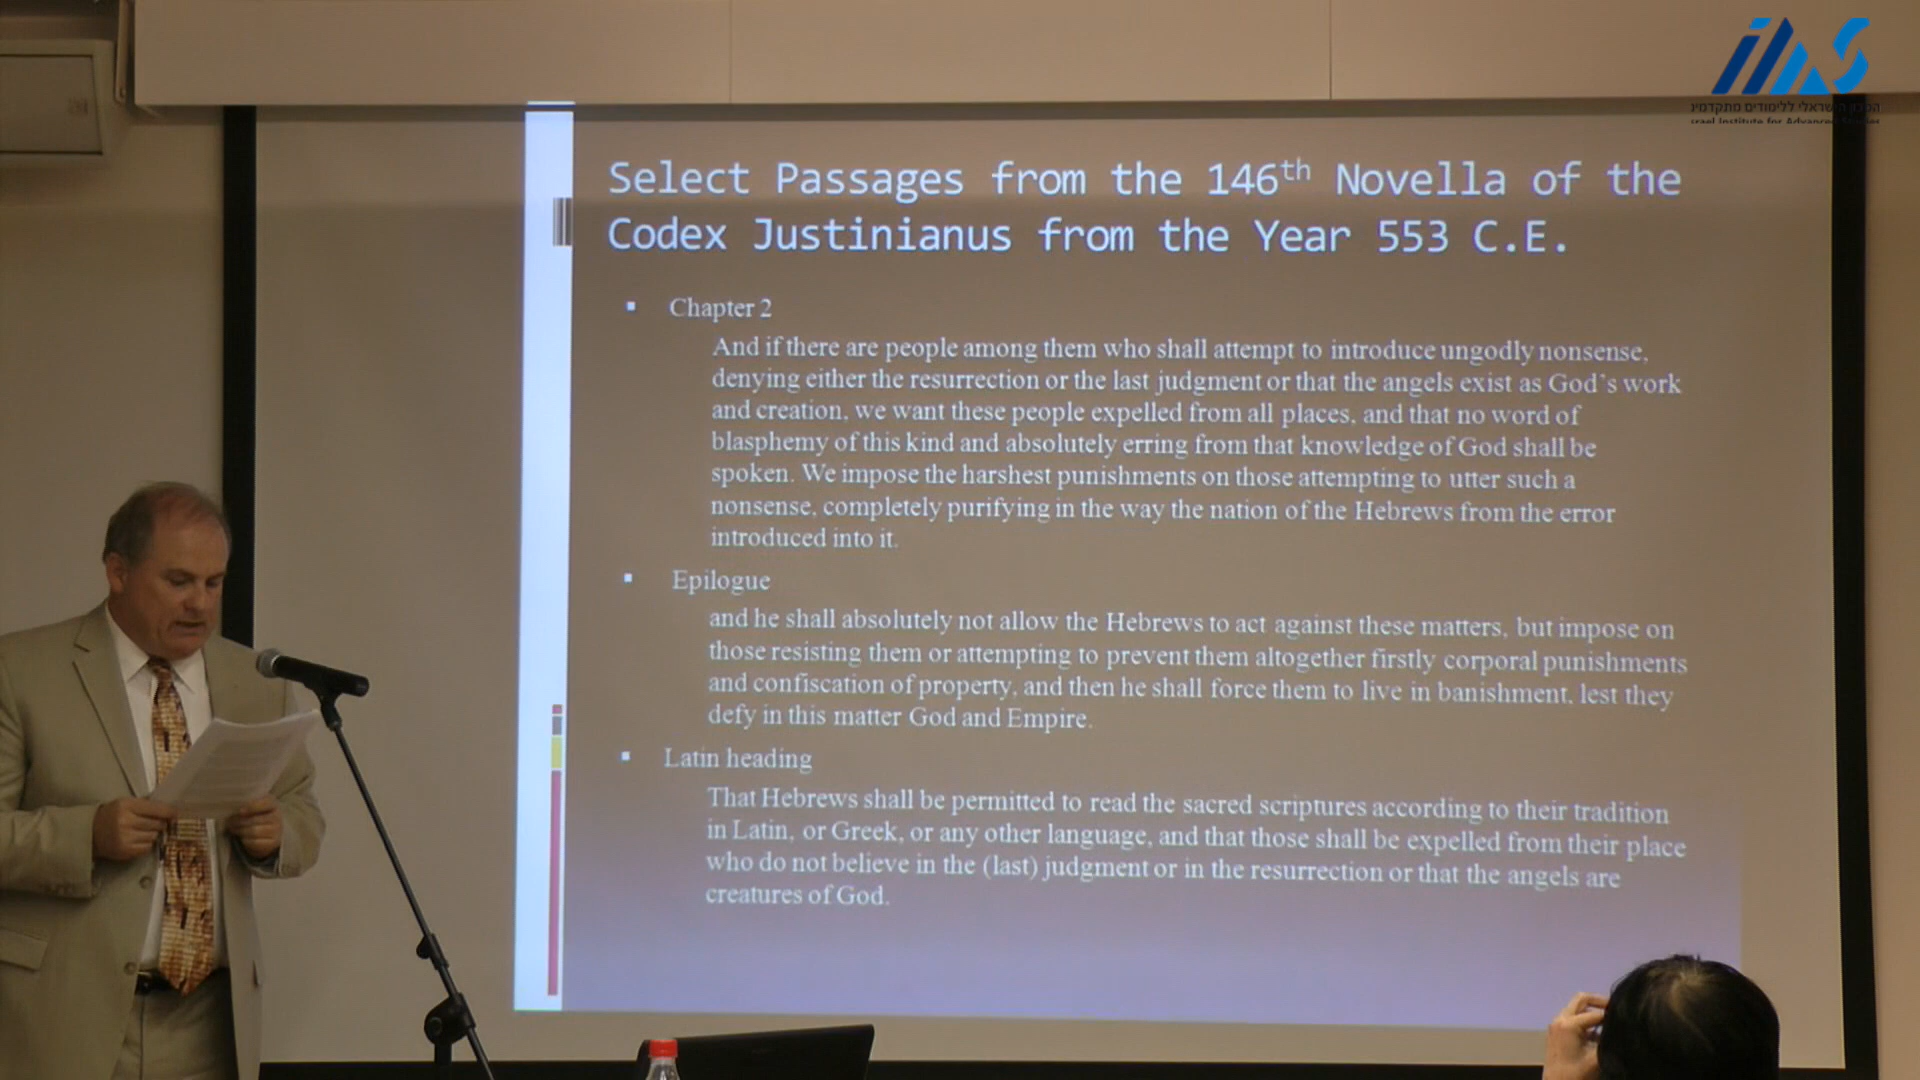 המכון הישראלי ללימודים מתקדמים
Israel Institute for Advanced Studies
Select Passages from the 146th Novella of the
Codex Justinianus from the Year 553 C.E.
▪ Chapter 2
And if there are people among them who shall attempt to introduce ungodly nonsense,
denying either the resurrection or the last judgment or that the angels exist as God's work
and creation, we want these people expelled from all places, and that no word of
blasphemy of this kind and absolutely erring from that knowledge of God shall be
spoken. We impose the harshest punishments on those attempting to utter such a
nonsense, completely purifying in the way the nation of the Hebrews from the error
introduced into it.
▪ Epilogue
and he shall absolutely not allow the Hebrews to act against these matters, but impose on
those resisting them or attempting to prevent them altogether firstly corporal punishments
and confiscation of property, and then he shall force them to live in banishment, lest they
defy in this matter God and Empire.
▪ Latin heading
That Hebrews shall be permitted to read the sacred scriptures according to their tradition
in Latin, or Greek, or any other language, and that those shall be expelled from their place
who do not believe in the (last) judgment or in the resurrection or that the angels are
creatures of God.